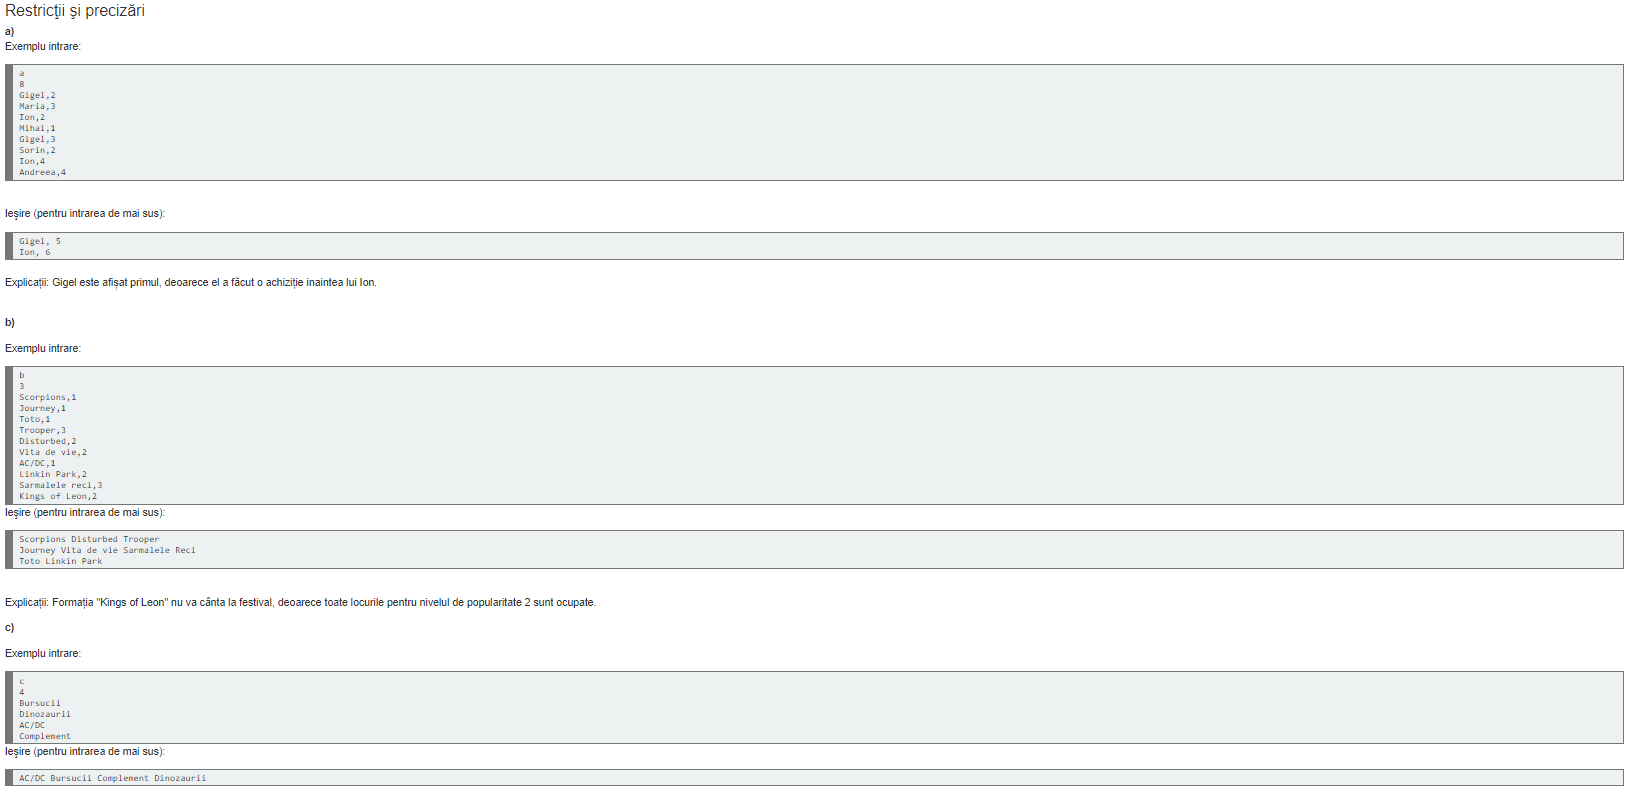 Restricţii şi precizări
a)
Exemplu intrare:
a
8
Gigel,2
Maria,3
Ion,2
Mihai,1
Gigel,3
Sorin,2
Ion,4
Andreea,4
Ieşire (pentru intrarea de mai sus):
Gigel, 5
Ion, 6
Explicații: Gigel este afișat primul, deoarece el a făcut o achiziție inaintea lui Ion.
b)
Exemplu intrare:
b
3
Scorpions,1
Journey,1
Toto,1
Trooper,3
Disturbed,2
Vita de vie,2
AC/DC,1
Linkin Park,2
Sarmalele reci,3
Kings of Leon,2
Ieşire (pentru intrarea de mai sus):
Scorpions Disturbed Trooper
Journey Vita de vie Sarmalele Reci
Toto Linkin Park
Explicații: Formația "Kings of Leon" nu va cânta la festival, deoarece toate locurile pentru nivelul de popularitate 2 sunt ocupate.
c)
Exemplu intrare:
c
4
Bursucii
Dinozaurii
AC/DC
Complement
Ieşire (pentru intrarea de mai sus):
AC/DC Bursucii Complement Dinozaurii